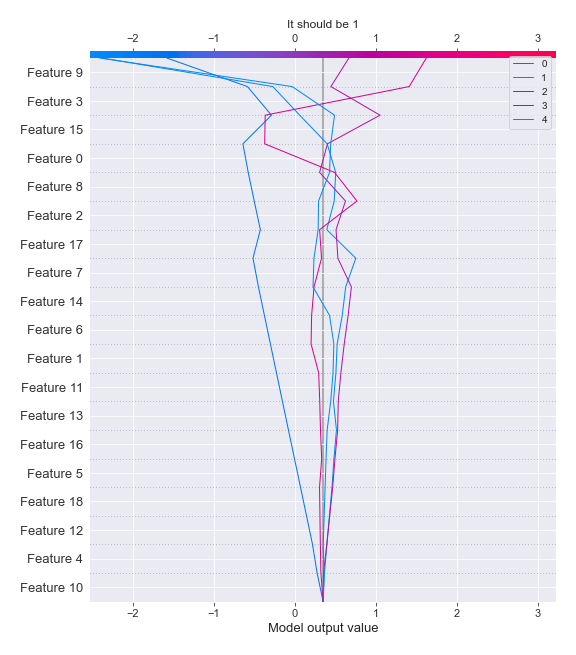 It should be 1
−2 −1 0 1 2 3
0
1
2
3
4
Feature 9
Feature 3
Feature 15
Feature 0
Feature 8
Feature 2
Feature 17
Feature 7
Feature 14
Feature 6
Feature 1
Feature 11
Feature 13
Feature 16
Feature 5
Feature 18
Feature 12
Feature 4
Feature 10
−2 −1 0 1 2 3
Model output value